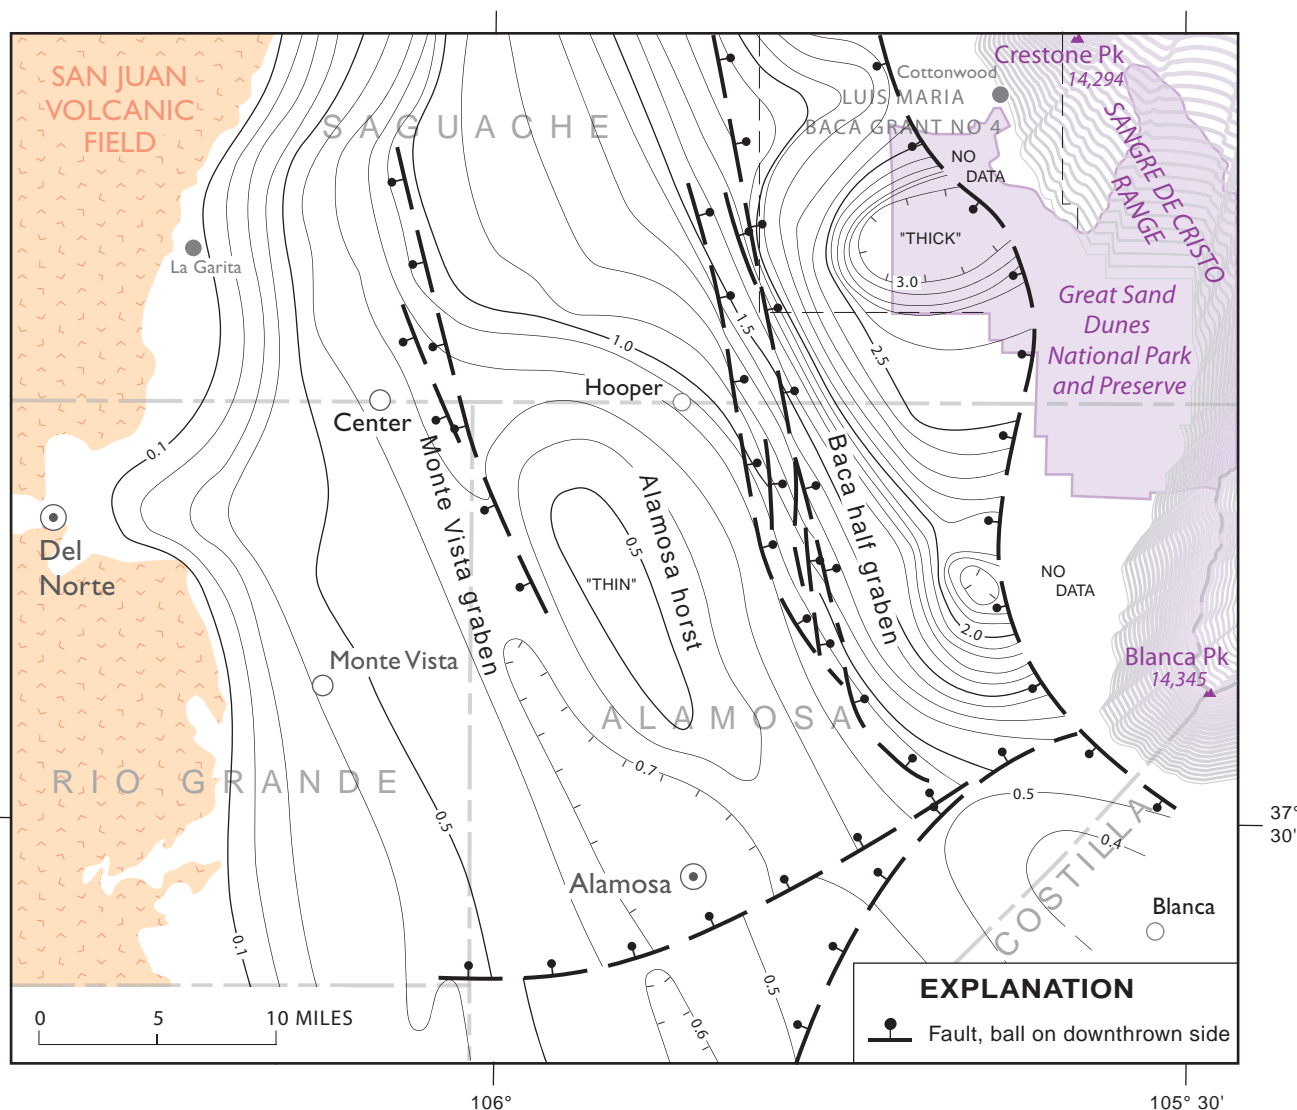 Crestone Pk
14,294
SAN JUAN
VOLCANIC
FIELD
Cottonwood
LUIS MARIA
BACA GRANT NO 4
SAGUACHE
NO
DATA
SANGRE DE CRISTO
RANGE
"THICK"
La Garita
3.0
Great Sand
Dunes
National Park
and Preserve
1.5
1.0
2.5
Hooper
Center
0.1
Monte Vista graben
Alamosa horst
Baca half graben
Del
Norte
0.5
"THIN"
NO
DATA
2.0
Monte Vista
Blanca Pk
14,345
ALAMOSA
0.7
RIO GRANDE
0.5
0.5
0.4
COSTILLA
37°
30'
Alamosa
Blanca
0.1
0.5
0.6
EXPLANATION
Fault, ball on downthrown side
0 5 10 MILES
106°
105° 30'